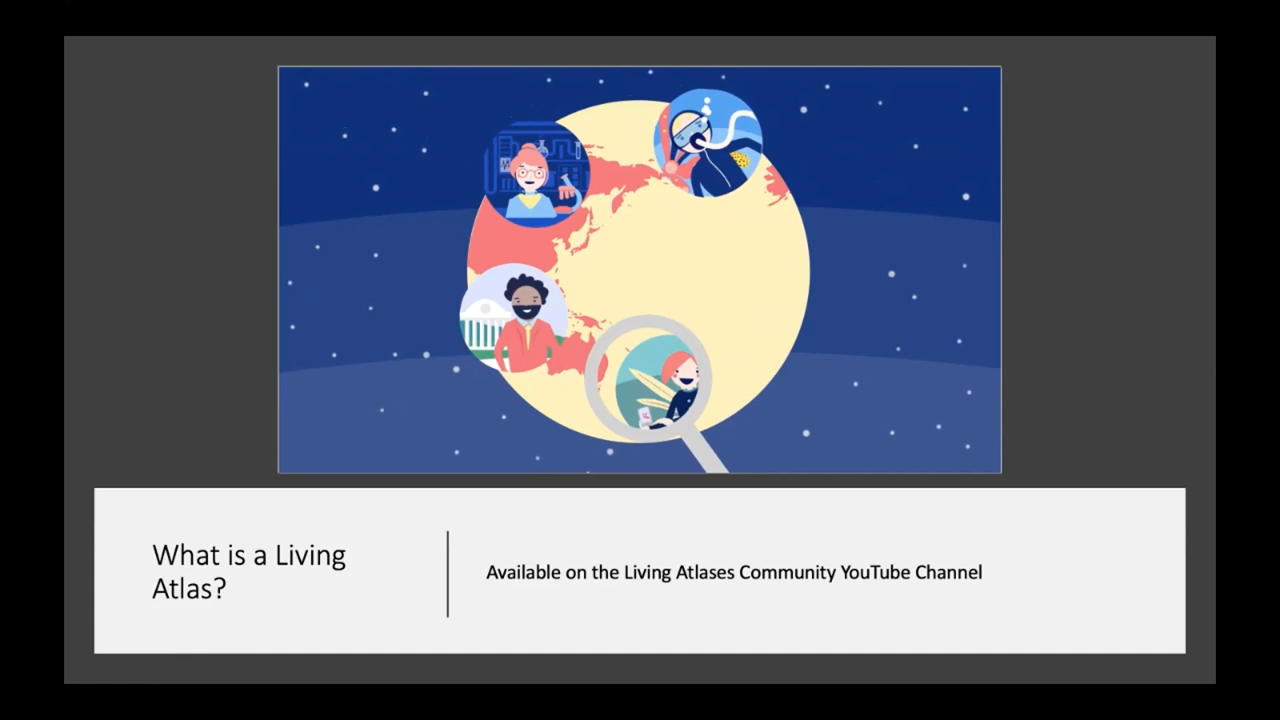 What is a Living
Atlas?
Available on the Living Atlases Community YouTube Channel